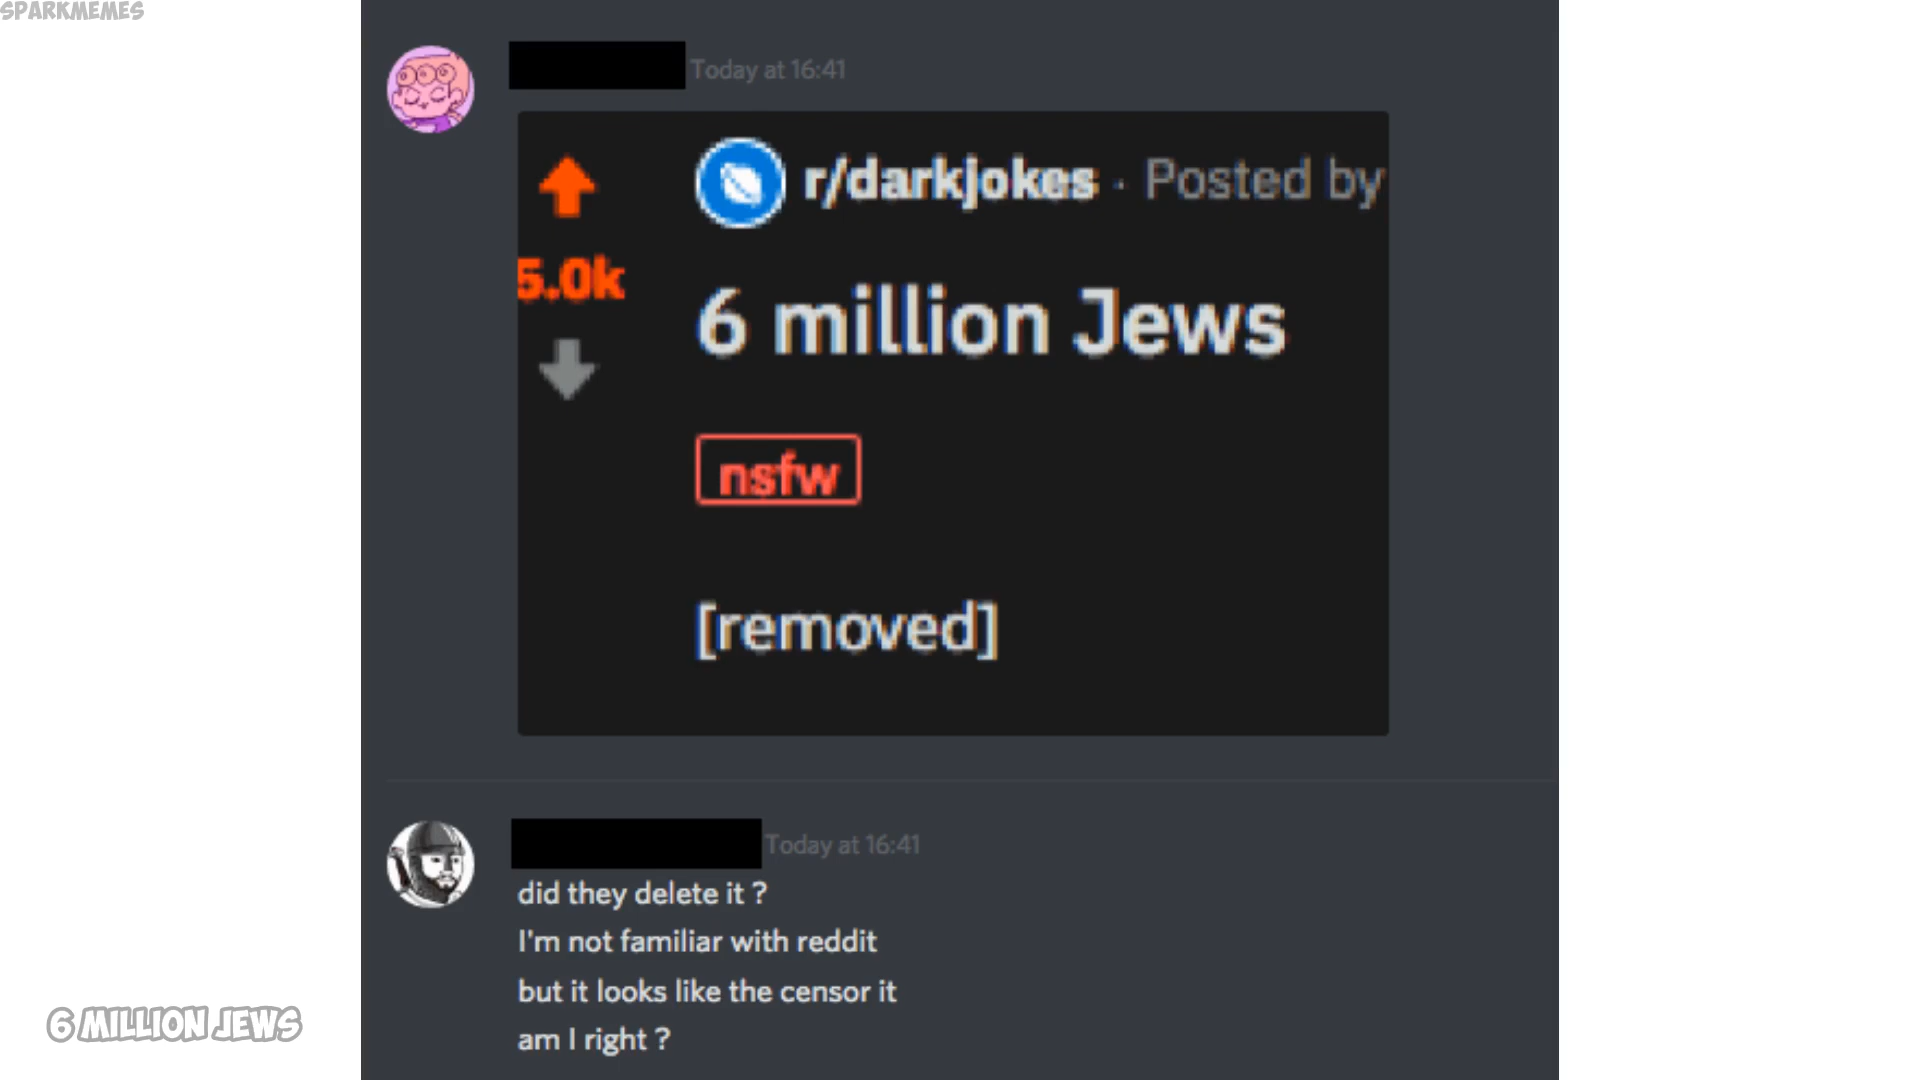 SPARKMEMES
Today at 16:41
r/darkjokes · Posted by
5.0k
6 million Jews
nsfw
[removed]
Today at 16:41
did they delete it ?
I'm not familiar with reddit
but it looks like the censor it
am I right ?
6 MILLION JEWS